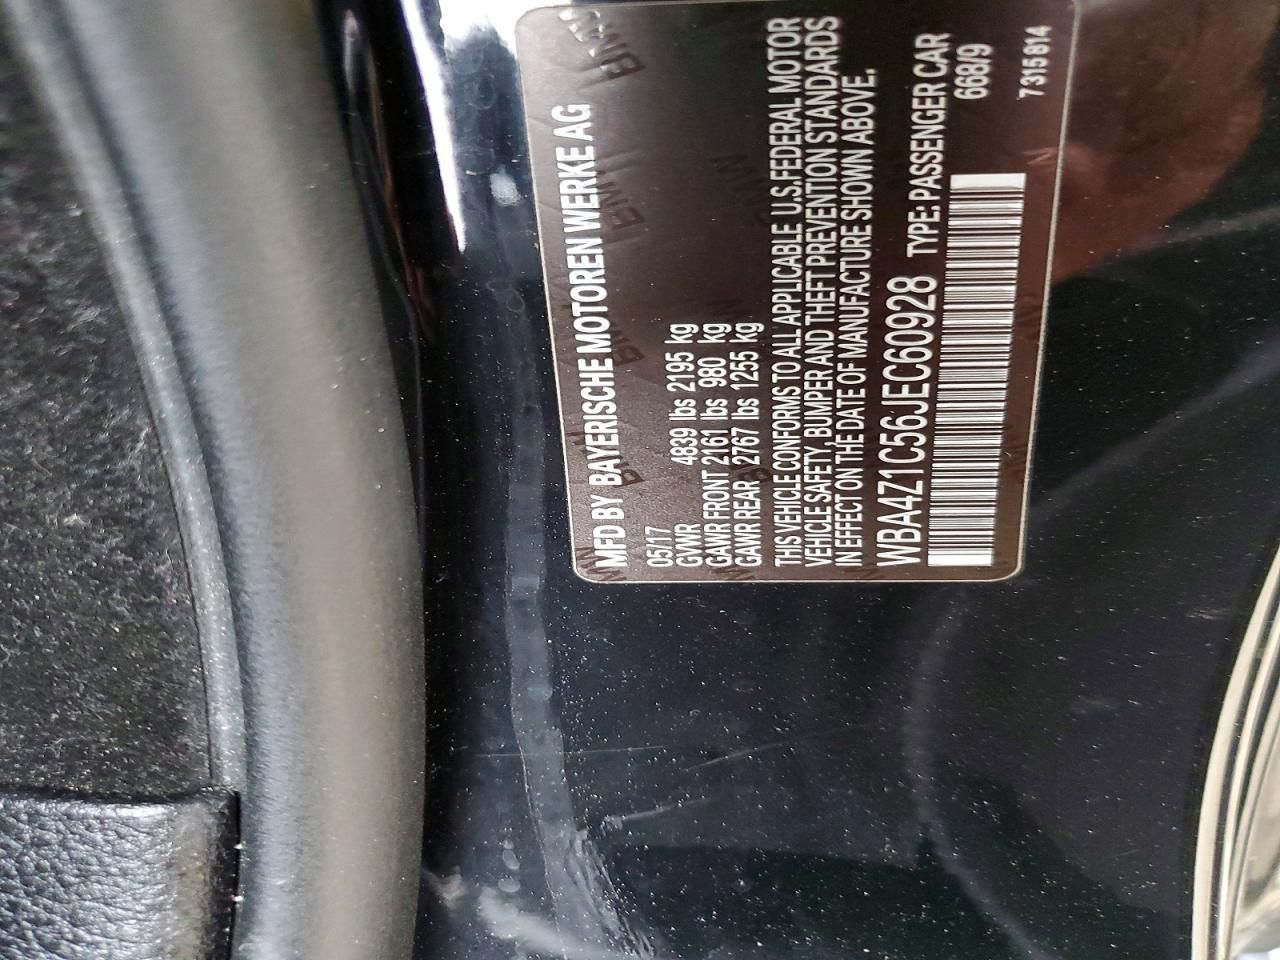 MFD BY BAYERISCHE MOTOREN WERKE AG
05/17
GVWR 4839 lbs 2195 kg
GAWR FRONT 2161 lbs 980 kg
GAWR REAR 2767 lbs 1255 kg
THIS VEHICLE CONFORMS TO ALL APPLICABLE U.S. FEDERAL MOTOR
VEHICLE SAFETY, BUMPER AND THEFT PREVENTION STANDARDS
IN EFFECT ON THE DATE OF MANUFACTURE SHOWN ABOVE.
WBA4Z1C56JEC60928 TYPE: PASSENGER CAR
668/9
7 315 814